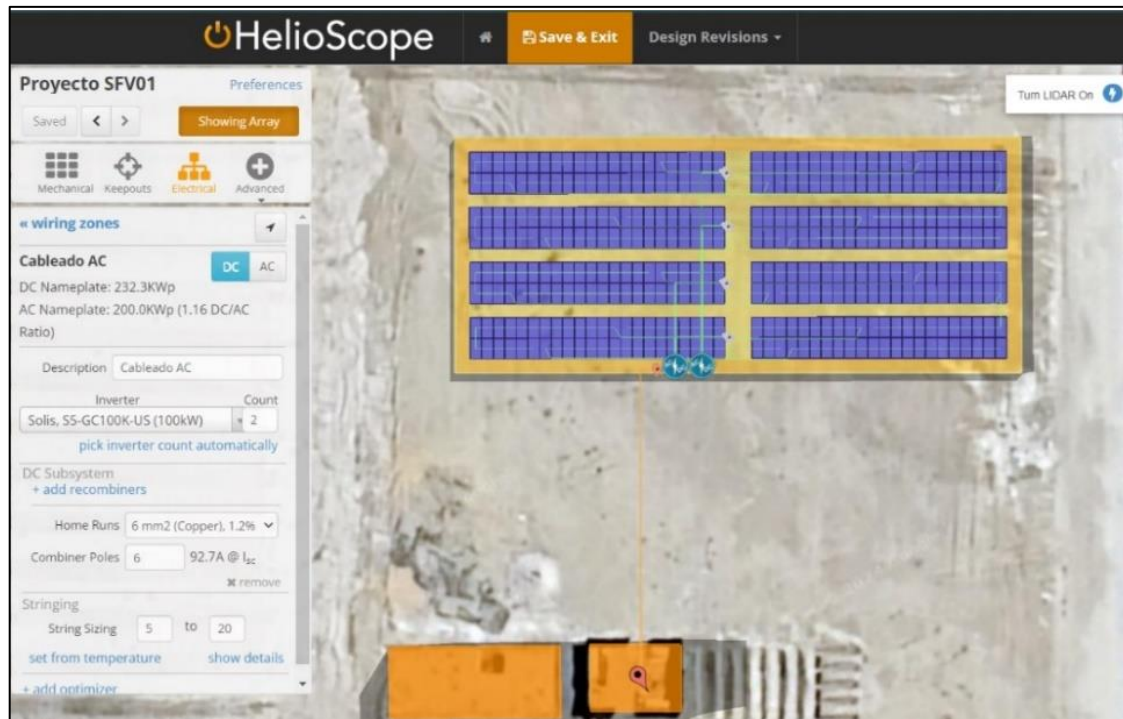 HelioScope
Save & Exit
Design Revisions
Proyecto SFV01
Preferences
Saved
Showing Array
Turn LIDAR On
Mechanical
Keepouts
Electrical
Advanced
« wiring zones
Cableado AC
DC
AC
DC Nameplate: 232.3KWp
AC Nameplate: 200.0KWp (1.16 DC/AC
Ratio)
Description
Cableado AC
Inverter
Count
Solis, S5-GC100K-US (100kW)
2
pick inverter count automatically
DC Subsystem
+ add recombiners
Home Runs
6 mm2 (Copper), 1.2%
Combiner Poles
6
92.7A @ Isc
✖ remove
Stringing
String Sizing
5
to
20
set from temperature
show details
+ add optimizer